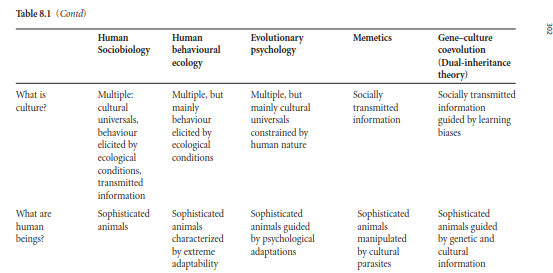 Table 8.1 (Contd)
302
Human Sociobiology
Human behavioural ecology
Evolutionary psychology
Memetics
Gene–culture coevolution (Dual-inheritance theory)
What is culture?
Multiple: cultural universals, behaviour elicited by ecological conditions, transmitted information
Multiple, but mainly behaviour elicited by ecological conditions
Multiple, but mainly cultural universals constrained by human nature
Socially transmitted information
Socially transmitted information guided by learning biases
What are human beings?
Sophisticated animals
Sophisticated animals characterized by extreme adaptability
Sophisticated animals guided by psychological adaptations
Sophisticated animals manipulated by cultural parasites
Sophisticated animals guided by genetic and cultural information